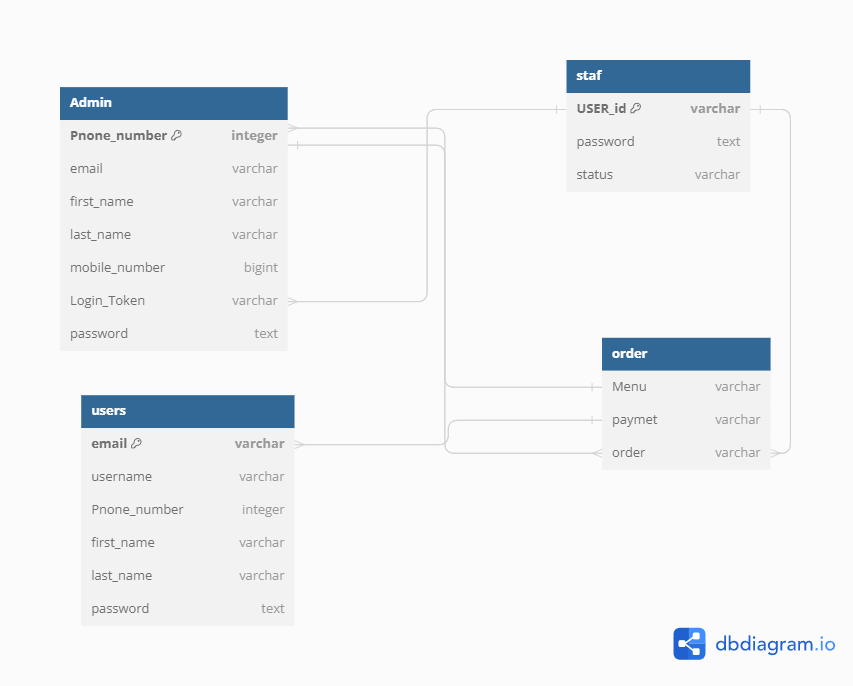 Admin
Pnone_number integer
email varchar
first_name varchar
last_name varchar
mobile_number bigint
Login_Token varchar
password text
staf
USER_id varchar
password text
status varchar
order
Menu varchar
paymet varchar
order varchar
users
email varchar
username varchar
Pnone_number integer
first_name varchar
last_name varchar
password text
dbdiagram.io